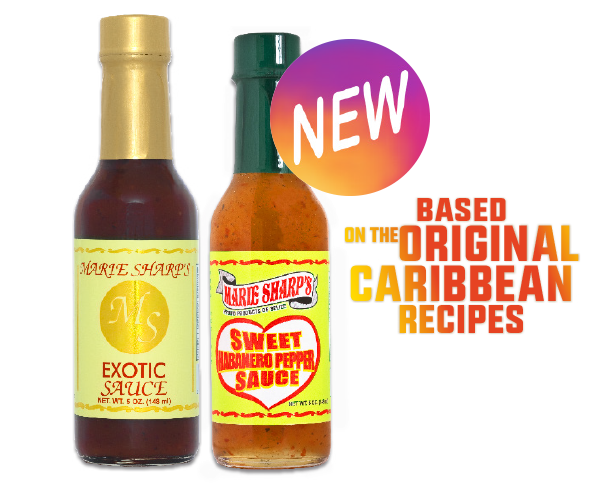 NEW
BASED
ON THE ORIGINAL
CARIBBEAN
RECIPES
MARIE SHARP'S
MS
EXOTIC
SAUCE
NET. WT. 5 OZ. (148 ml)
MARIE SHARP'S
SWEET
HABANERO PEPPER
SAUCE